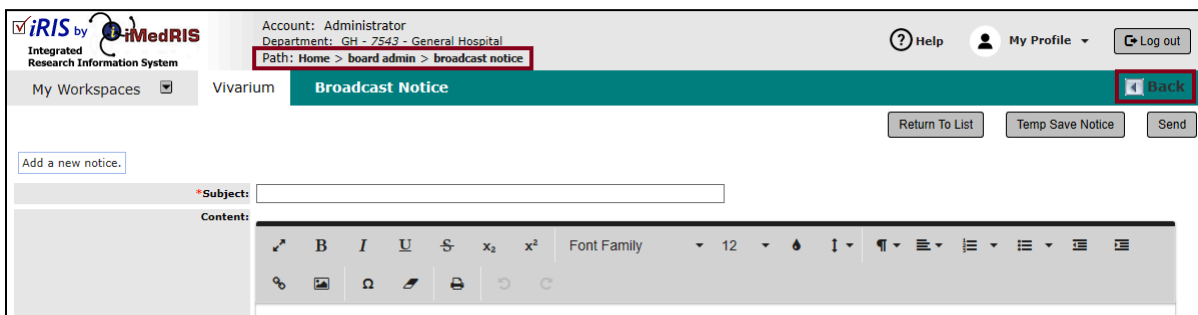 iRIS by iMedRIS
Integrated
Research Information System
Account: Administrator
Department: GH - 7543 - General Hospital
Path: Home > board admin > broadcast notice
Help
My Profile
Log out
My Workspaces
Vivarium
Broadcast Notice
Back
Return To List
Temp Save Notice
Send
Add a new notice.
*Subject:
Content:
B I U S x₂ x² Font Family 12 ¶
Ω